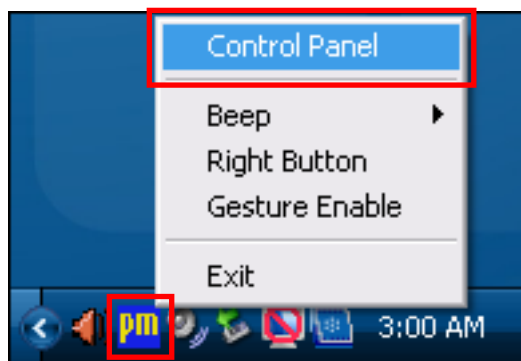 Control Panel
Beep
Right Button
Gesture Enable
Exit
pm
3:00 AM